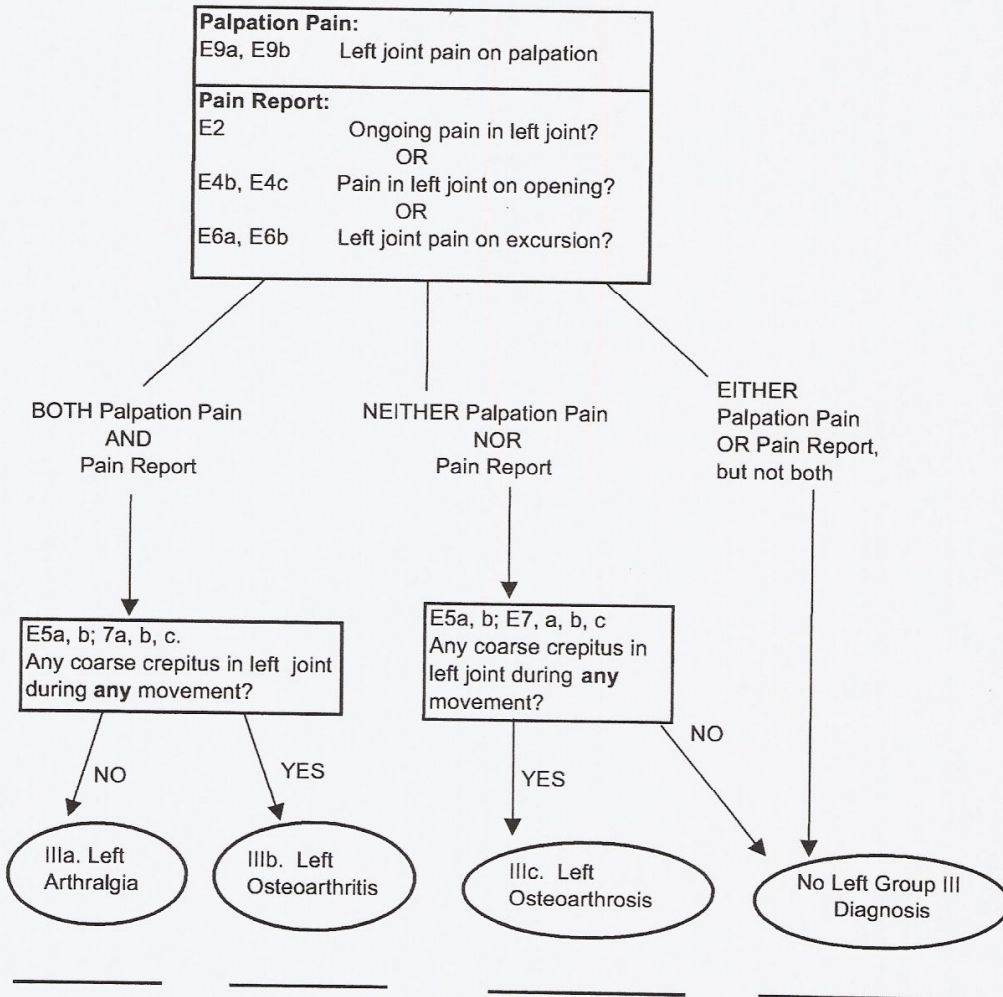 Palpation Pain:
E9a, E9b Left joint pain on palpation
Pain Report:
E2 Ongoing pain in left joint?
OR
E4b, E4c Pain in left joint on opening?
OR
E6a, E6b Left joint pain on excursion?
BOTH Palpation Pain
AND
Pain Report
NEITHER Palpation Pain
NOR
Pain Report
EITHER
Palpation Pain
OR Pain Report,
but not both
E5a, b; 7a, b, c.
Any coarse crepitus in left joint
during any movement?
E5a, b; E7, a, b, c
Any coarse crepitus in
left joint during any
movement?
NO
YES
YES
NO
IIIa. Left
Arthralgia
IIIb. Left
Osteoarthritis
IIIc. Left
Osteoarthrosis
No Left Group III
Diagnosis